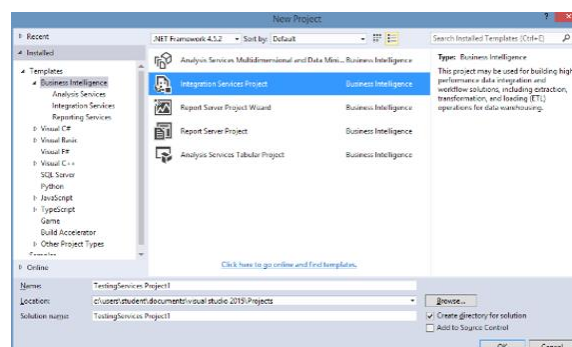 New Project
? x
Recent
.NET Framework 4.5.2
Sort by: Default
Search Installed Templates (Ctrl+E)
Installed
Templates
Business Intelligence
Analysis Services
Integration Services
Reporting Services
Visual C#
Visual Basic
Visual F#
Visual C++
SQL Server
Python
JavaScript
TypeScript
Game
Build Accelerator
Other Project Types
Samples
Online
Analysis Services Multidimensional and Data Mini... Business Intelligence
Integration Services Project Business Intelligence
Report Server Project Wizard Business Intelligence
Report Server Project Business Intelligence
Analysis Services Tabular Project Business Intelligence
Click here to go online and find templates.
Type: Business Intelligence
This project may be used for building high
performance data integration and
workflow solutions, including extraction,
transformation, and loading (ETL)
operations for data warehousing.
Name: TestingServices Project1
Location: c:\users\student\documents\visual studio 2015\Projects
Browse...
Solution name: TestingServices Project1
Create directory for solution
Add to Source Control
OK Cancel